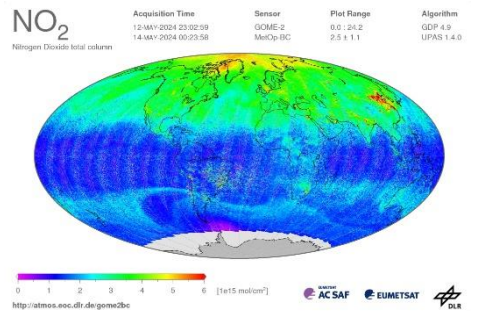 NO2
Nitrogen Dioxide total column
Acquisition Time
12-MAY-2024 23:02:59
14-MAY-2024 00:23:58
Sensor
GOME-2
MetOp-BC
Plot Range
0.0 : 24.2
2.5 ± 1.1
Algorithm
GDP 4.9
UPAS 1.4.0
0 1 2 3 4 5 6 [1e15 mol/cm²]
http://atmos.eoc.dlr.de/gome2bc
EUMETSAT
AC SAF
EUMETSAT
DLR